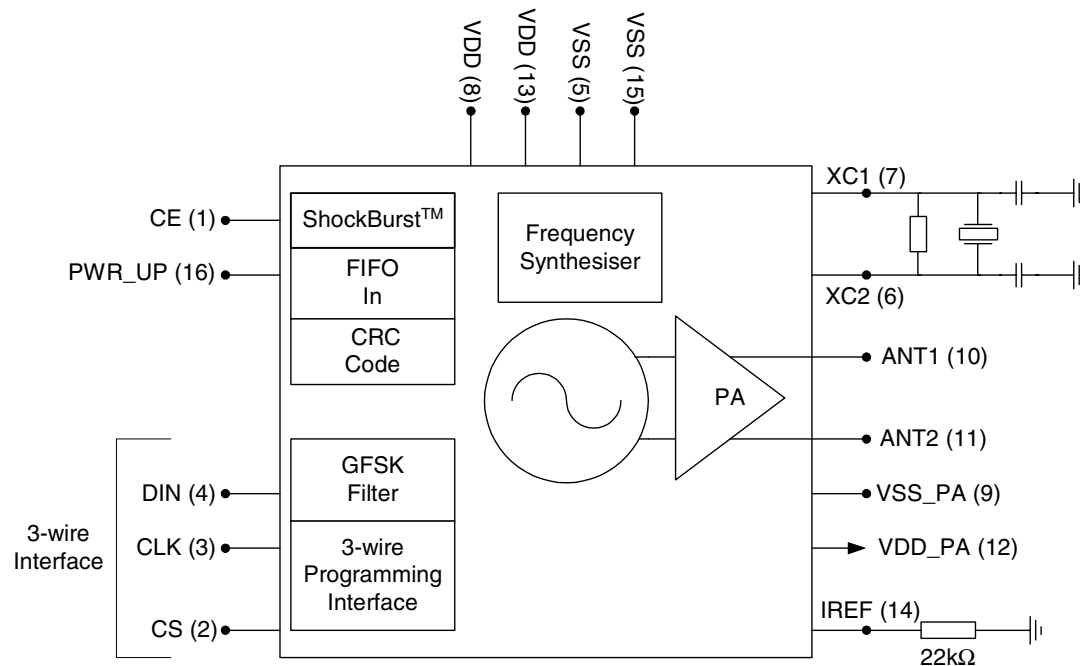 VDD (8)
VDD (13)
VSS (5)
VSS (15)
CE (1)
PWR_UP (16)
ShockBurst™
FIFO
In
CRC
Code
Frequency
Synthesiser
XC1 (7)
XC2 (6)
PA
ANT1 (10)
ANT2 (11)
VSS_PA (9)
VDD_PA (12)
IREF (14)
22kΩ
3-wire
Interface
DIN (4)
CLK (3)
CS (2)
GFSK
Filter
3-wire
Programming
Interface